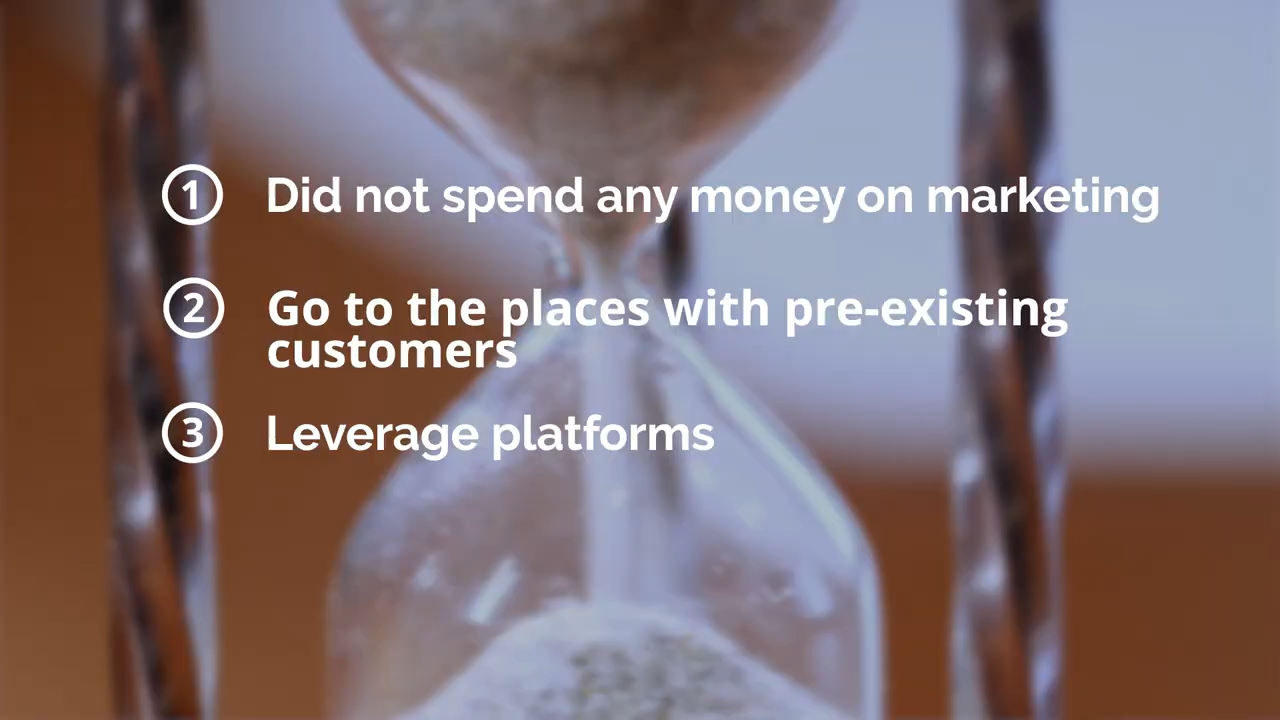 1 Did not spend any money on marketing
2 Go to the places with pre-existing
customers
3 Leverage platforms